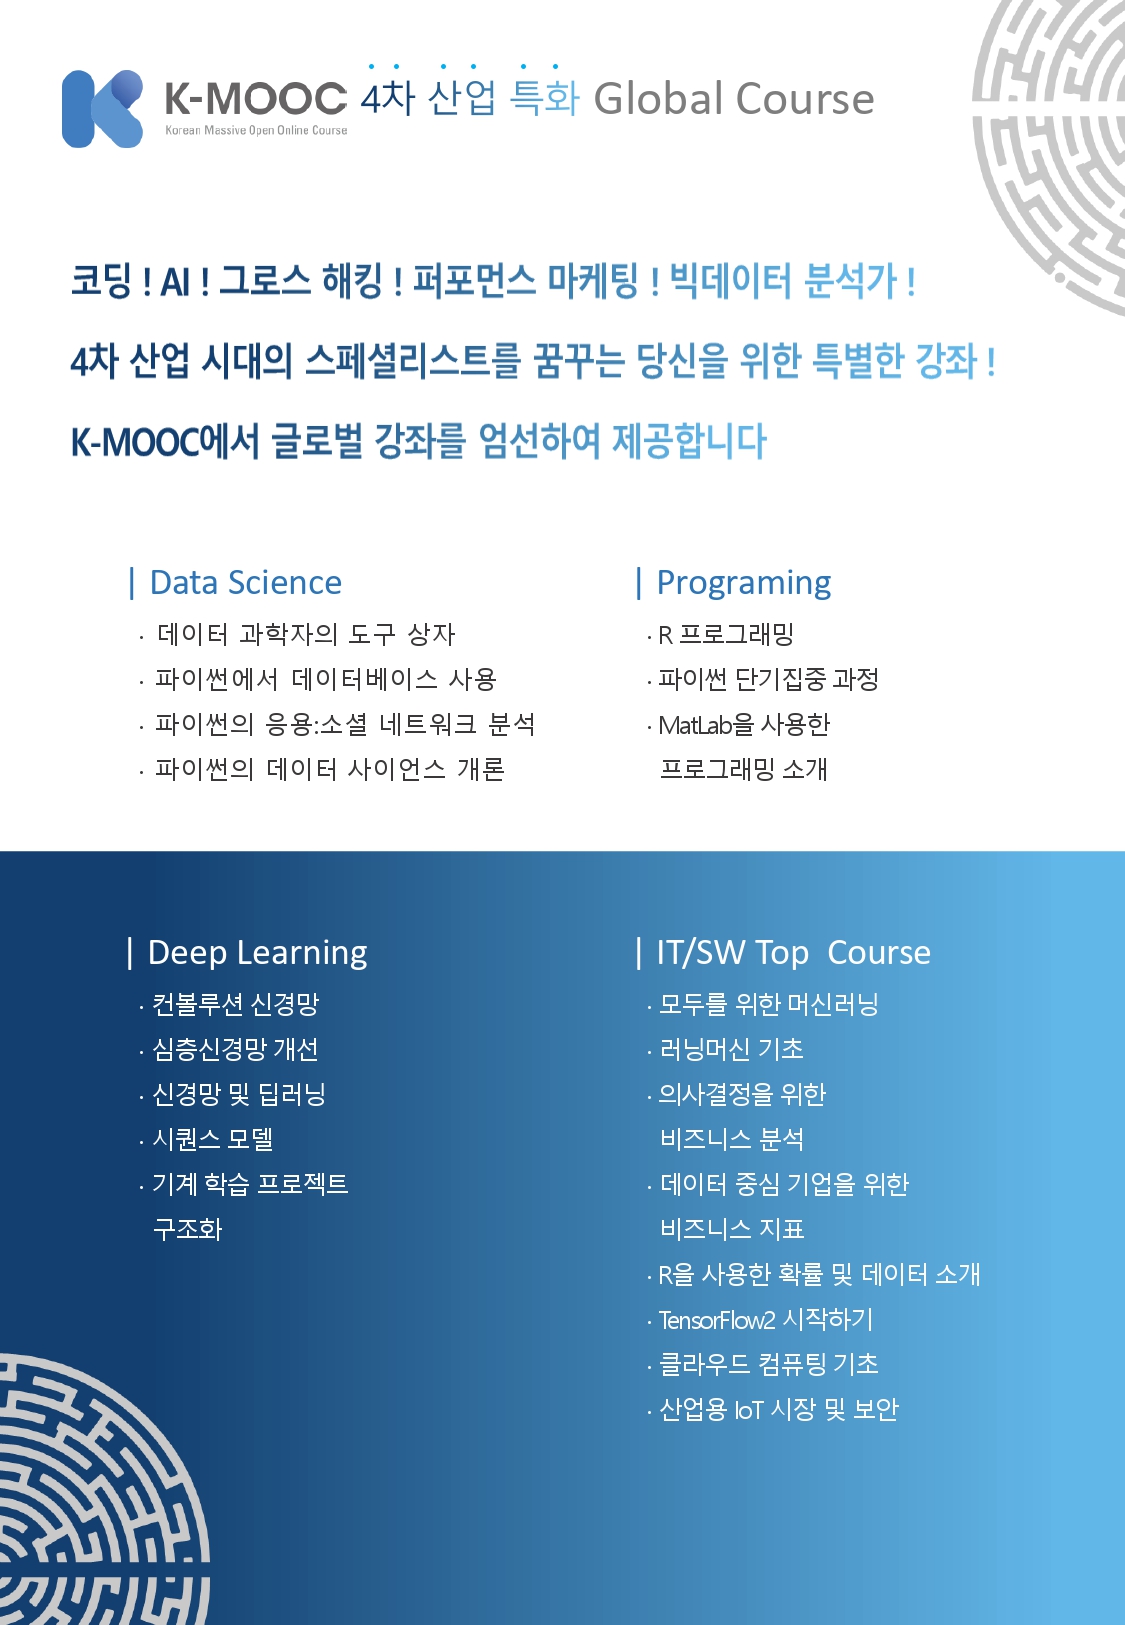 K-MOOC 4차 산업 특화 Global Course
Korean Massive Open Online Course
코딩 ! AI ! 그로스 해킹 ! 퍼포먼스 마케팅 ! 빅데이터 분석가 !
4차 산업 시대의 스페셜리스트를 꿈꾸는 당신을 위한 특별한 강좌 !
K-MOOC에서 글로벌 강좌를 엄선하여 제공합니다
| Data Science
· 데이터 과학자의 도구 상자
· 파이썬에서 데이터베이스 사용
· 파이썬의 응용:소셜 네트워크 분석
· 파이썬의 데이터 사이언스 개론
| Programing
· R 프로그래밍
· 파이썬 단기집중 과정
· MatLab을 사용한
프로그래밍 소개
| Deep Learning
· 컨볼루션 신경망
· 심층신경망 개선
· 신경망 및 딥러닝
· 시퀀스 모델
· 기계 학습 프로젝트
구조화
| IT/SW Top Course
· 모두를 위한 머신러닝
· 러닝머신 기초
· 의사결정을 위한
비즈니스 분석
· 데이터 중심 기업을 위한
비즈니스 지표
· R을 사용한 확률 및 데이터 소개
· TensorFlow2 시작하기
· 클라우드 컴퓨팅 기초
· 산업용 IoT 시장 및 보안